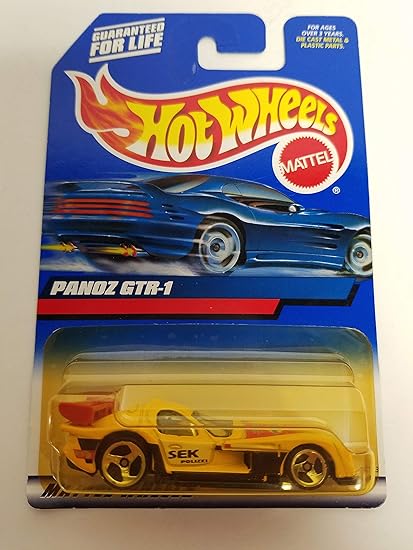 GUARANTEED
FOR LIFE
FOR AGES
OVER 3 YEARS.
DIE CAST METAL &
PLASTIC PARTS.
HOT WHEELS
MATTEL
®
PANOZ GTR-1
SEK
POLIZEI